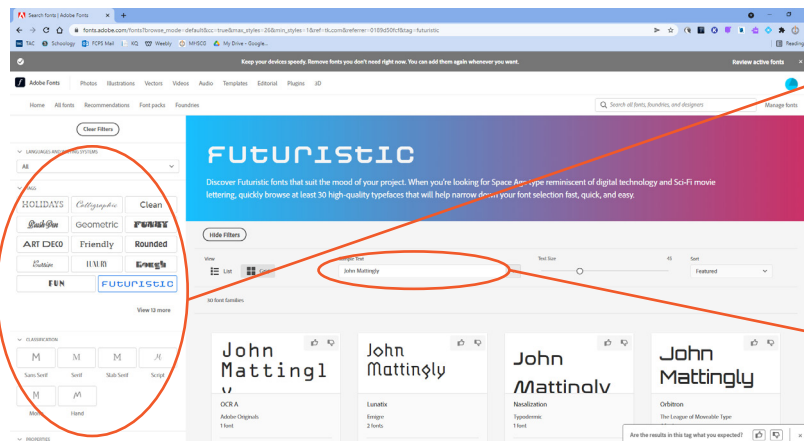 Search fonts | Adobe Fonts
fonts.adobe.com/fonts?browse_mode=default&cc=true&max_styles=28&min_styles=1&ref=tk.com&referrer=0189d50fcf&tag=futuristic
TAC Schoology FCPS Mail KQ Weebly MHSCG My Drive - Google... Reading
Keep your devices speedy. Remove fonts you don't need right now. You can add them again whenever you want. Review active fonts
Adobe Fonts Photos Illustrations Vectors Videos Audio Templates Editorial Plugins 3D
Home All fonts Recommendations Font packs Foundries Search all fonts, foundries, and designers Manage fonts
Clear Filters
LANGUAGES AND WRITING SYSTEMS
All
TAGS
HOLIDAYS Calligraphic Clean
Brush Pen Geometric FUNKY
ART DECO Friendly Rounded
LUXURY Rough
FUN FUTURISTIC
View 13 more
CLASSIFICATION
Sans Serif Serif Slab Serif Script
Mono Hand
PROPERTIES
FUTURISTIC
Discover Futuristic fonts that suit the mood of your project. When you're looking for Space Age type reminiscent of digital technology and Sci-Fi movie
lettering, quickly browse at least 30 high-quality typefaces that will help narrow down your font selection fast, quick, and easy.
Hide Filters
View Sample Text Text Size 45 Sort
List Grid John Mattingly Featured
30 font families
John Mattingl
OCR A
Adobe Originals
1 font
John Mattingly
Lunatix
Emigre
2 fonts
John Mattingly
Nasalization
Typodermic
1 font
John Mattingly
Orbitron
The League of Moveable Type
Are the results in this tag what you expected?